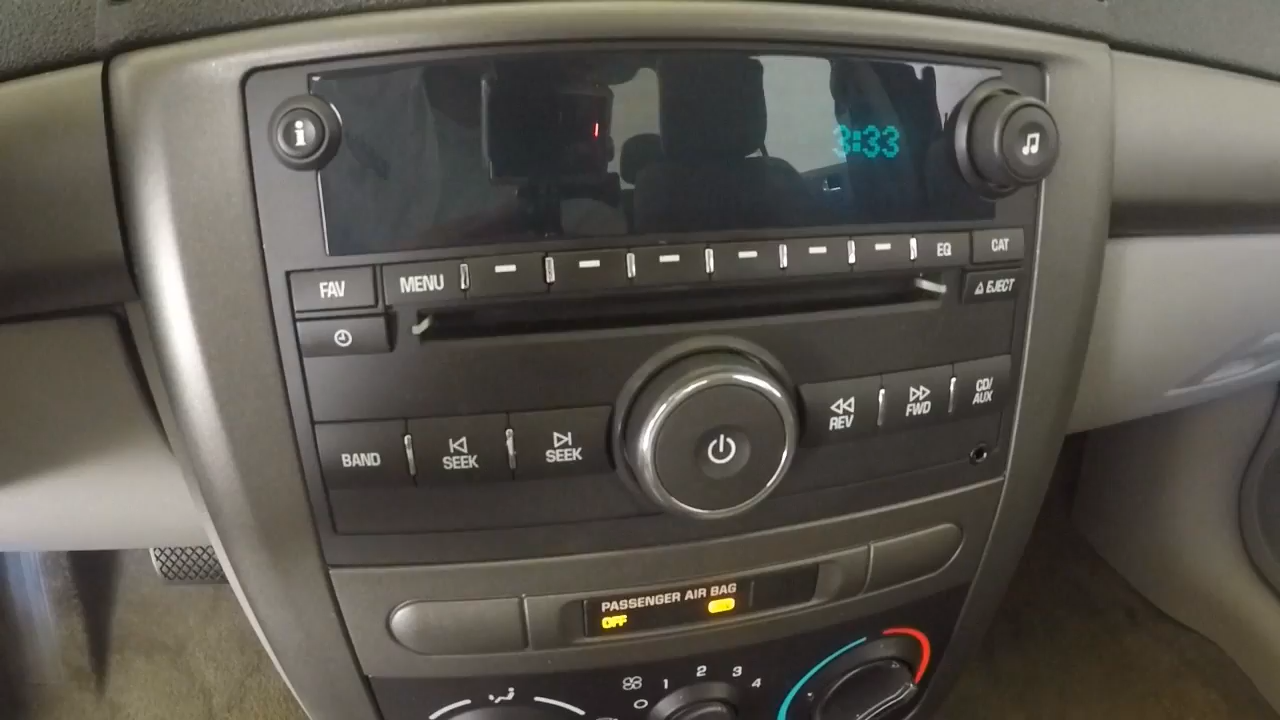 i
3:33
EQ
CAT
FAV
MENU
EJECT
BAND
SEEK
SEEK
REV
FWD
CD/
AUX
PASSENGER AIR BAG
OFF
O 1 2 3 4